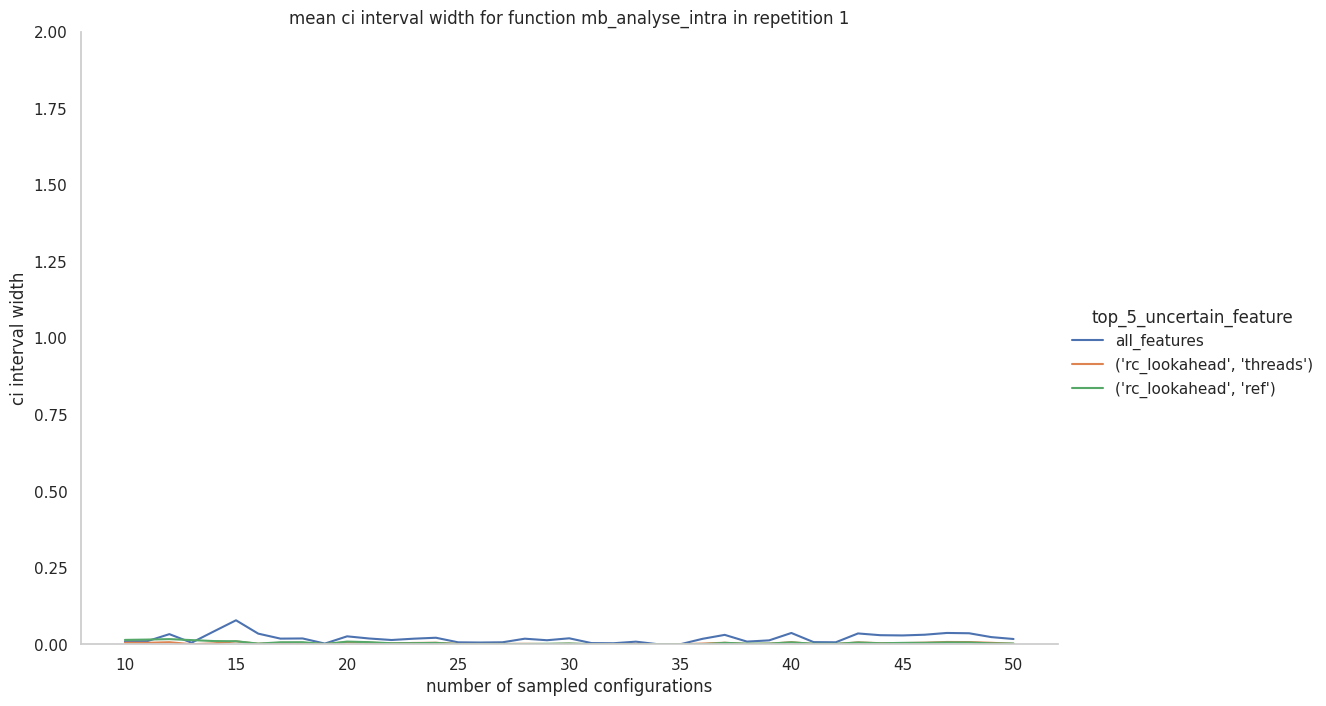 mean ci interval width for function mb_analyse_intra in repetition 1
2.00
1.75
1.50
1.25
1.00
0.75
0.50
0.25
0.00
ci interval width
10 15 20 25 30 35 40 45 50
number of sampled configurations
top_5_uncertain_feature
all_features
('rc_lookahead', 'threads')
('rc_lookahead', 'ref')